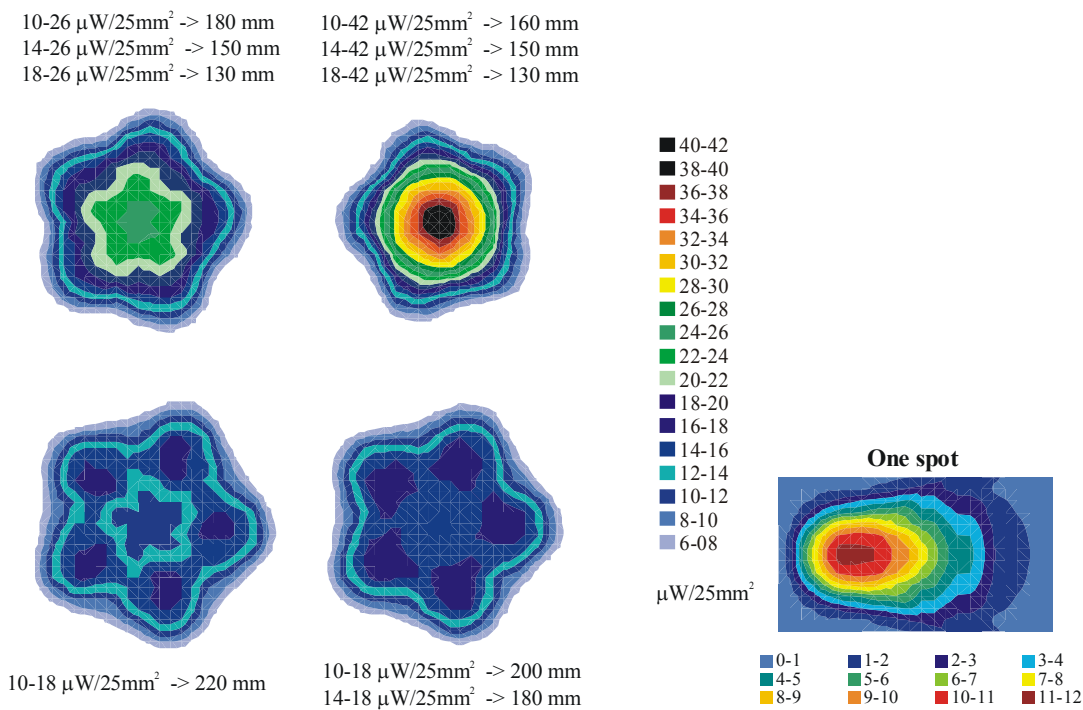 10-26 μW/25mm² -> 180 mm
14-26 μW/25mm² -> 150 mm
18-26 μW/25mm² -> 130 mm
10-42 μW/25mm² -> 160 mm
14-42 μW/25mm² -> 150 mm
18-42 μW/25mm² -> 130 mm
40-42
38-40
36-38
34-36
32-34
30-32
28-30
26-28
24-26
22-24
20-22
18-20
16-18
14-16
12-14
10-12
8-10
6-08
μW/25mm²
One spot
0-1 1-2 2-3 3-4
4-5 5-6 6-7 7-8
8-9 9-10 10-11 11-12
10-18 μW/25mm² -> 220 mm
10-18 μW/25mm² -> 200 mm
14-18 μW/25mm² -> 180 mm